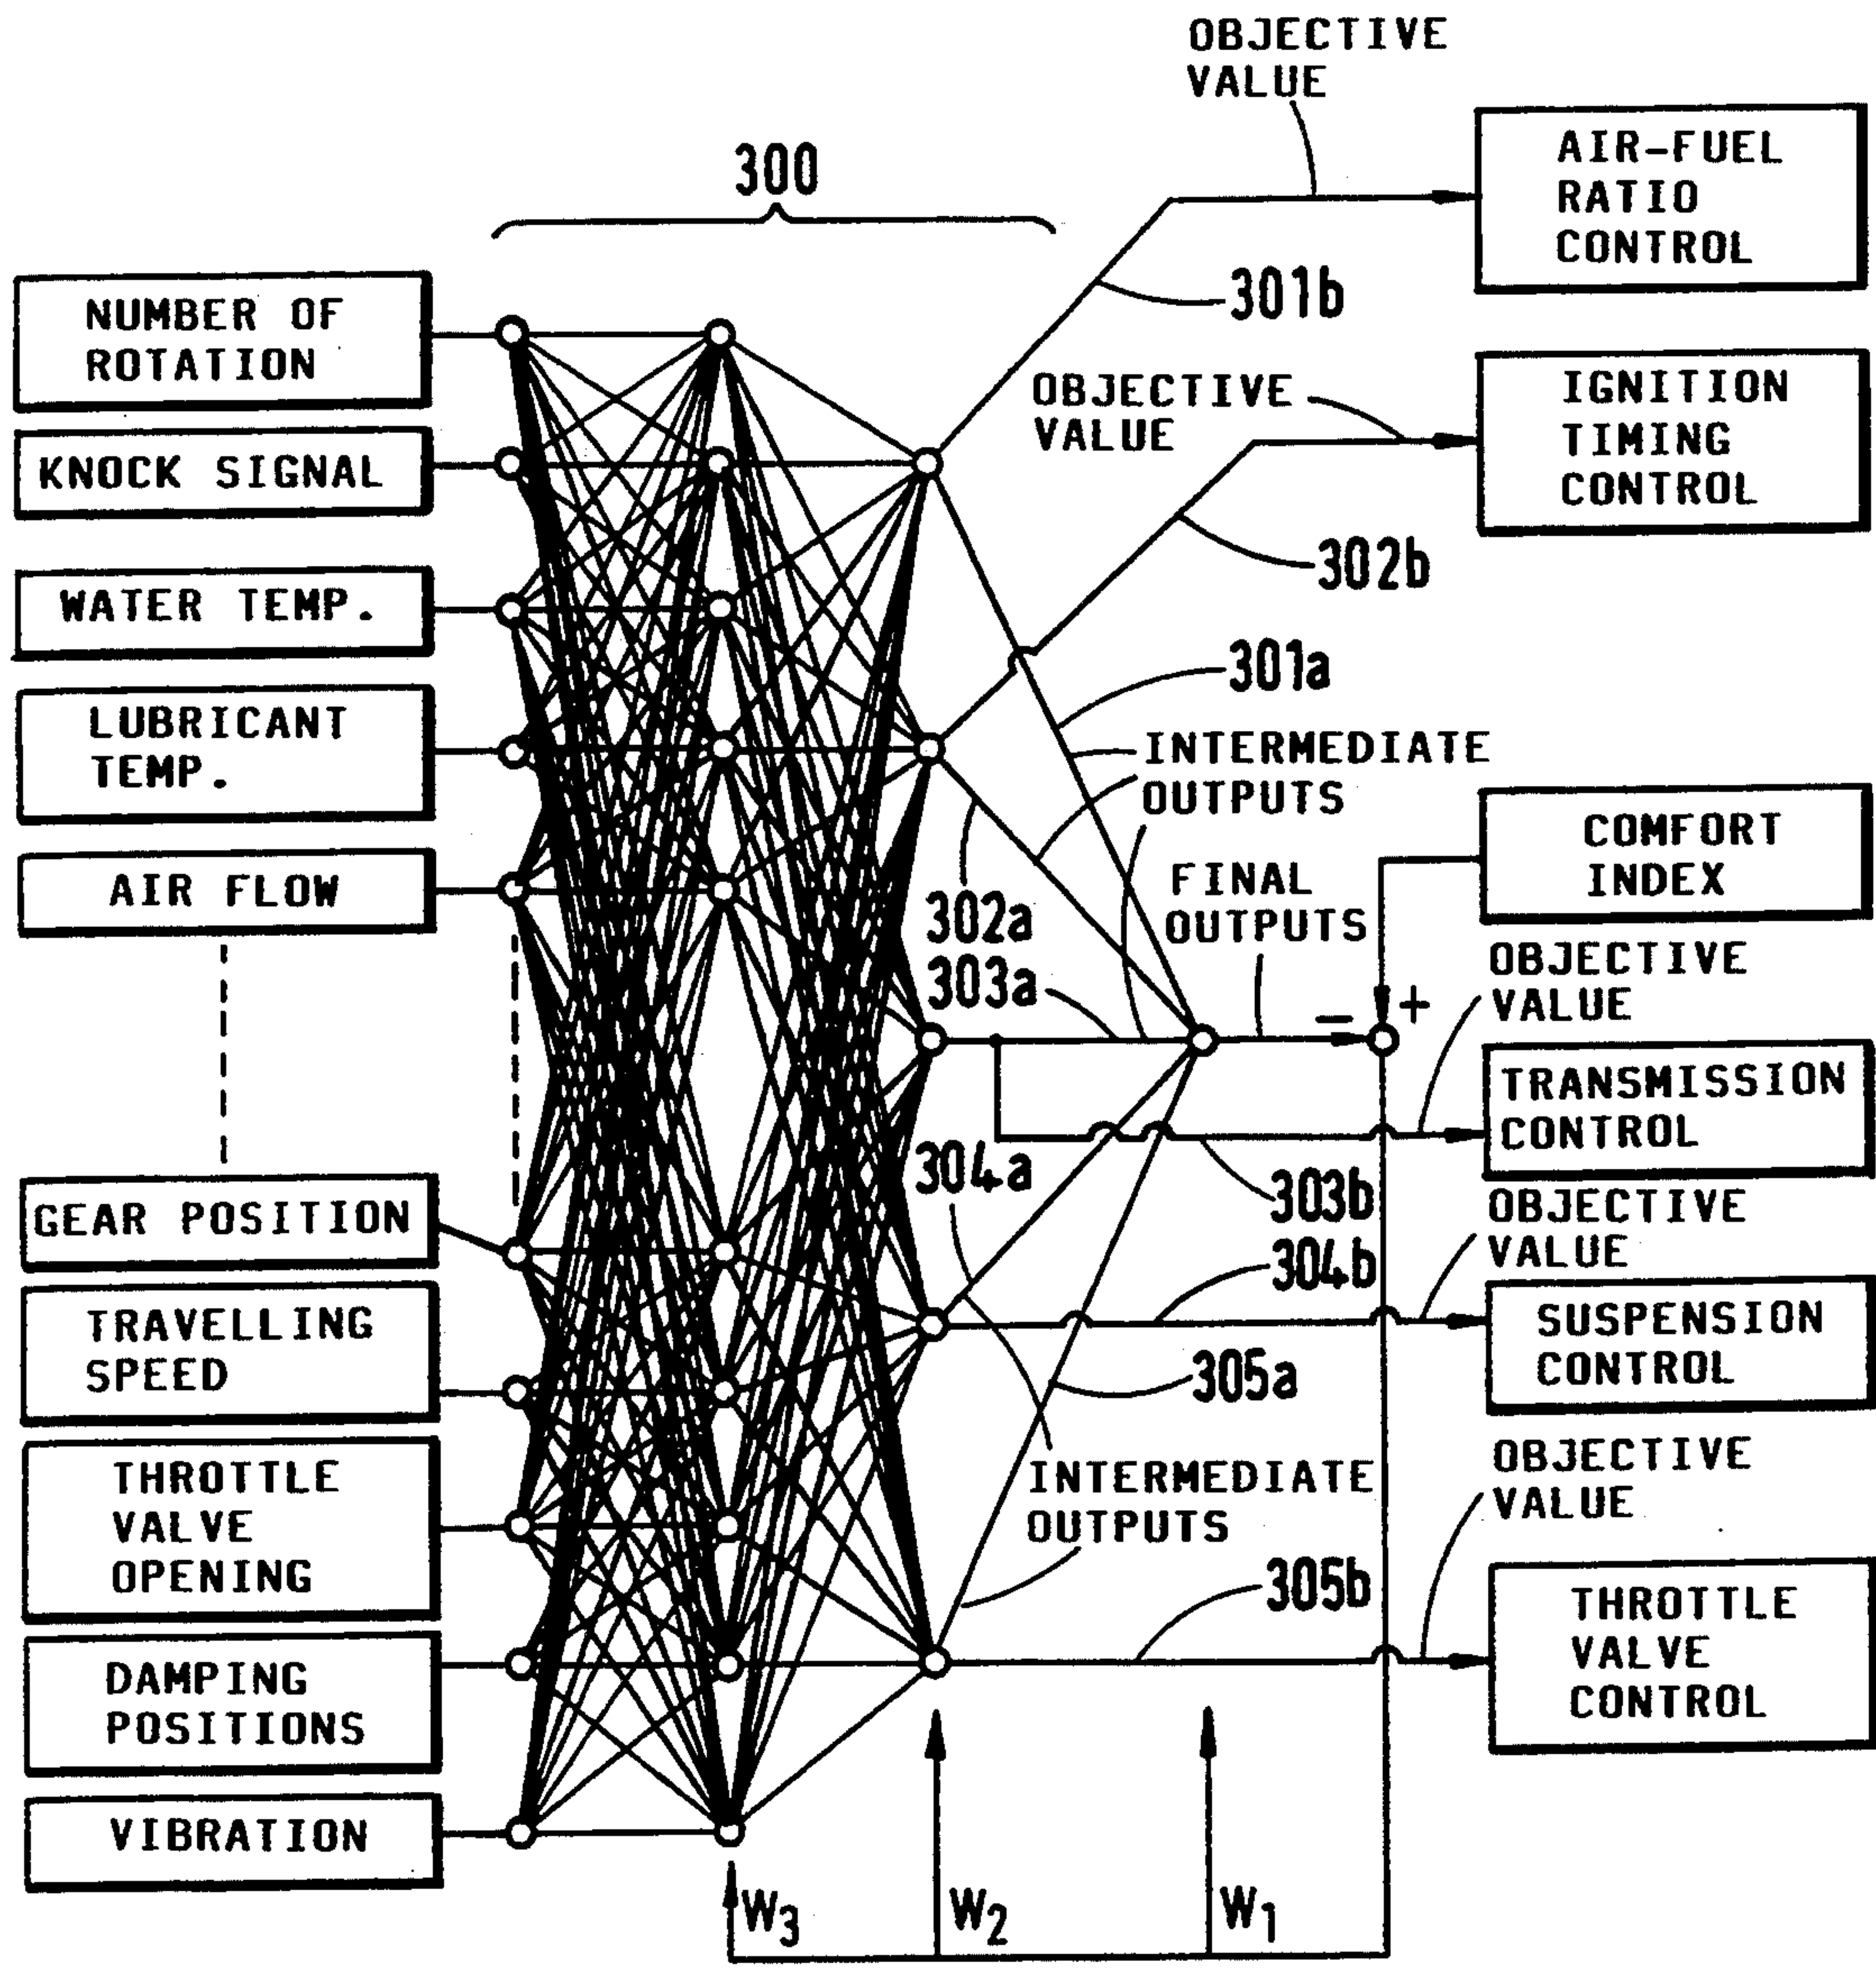 OBJECTIVE
VALUE
AIR-FUEL
RATIO
CONTROL
300
301b
NUMBER OF
ROTATION
OBJECTIVE
VALUE
IGNITION
TIMING
CONTROL
KNOCK SIGNAL
302b
WATER TEMP.
301a
LUBRICANT
TEMP.
INTERMEDIATE
OUTPUTS
COMFORT
INDEX
AIR FLOW
302a
FINAL
OUTPUTS
303a
OBJECTIVE
VALUE
− +
TRANSMISSION
CONTROL
304a
303b
GEAR POSITION
OBJECTIVE
VALUE
304b
TRAVELLING
SPEED
SUSPENSION
CONTROL
305a
THROTTLE
VALVE
OPENING
INTERMEDIATE
OUTPUTS
OBJECTIVE
VALUE
305b
THROTTLE
VALVE
CONTROL
DAMPING
POSITIONS
VIBRATION
W3
W2
W1